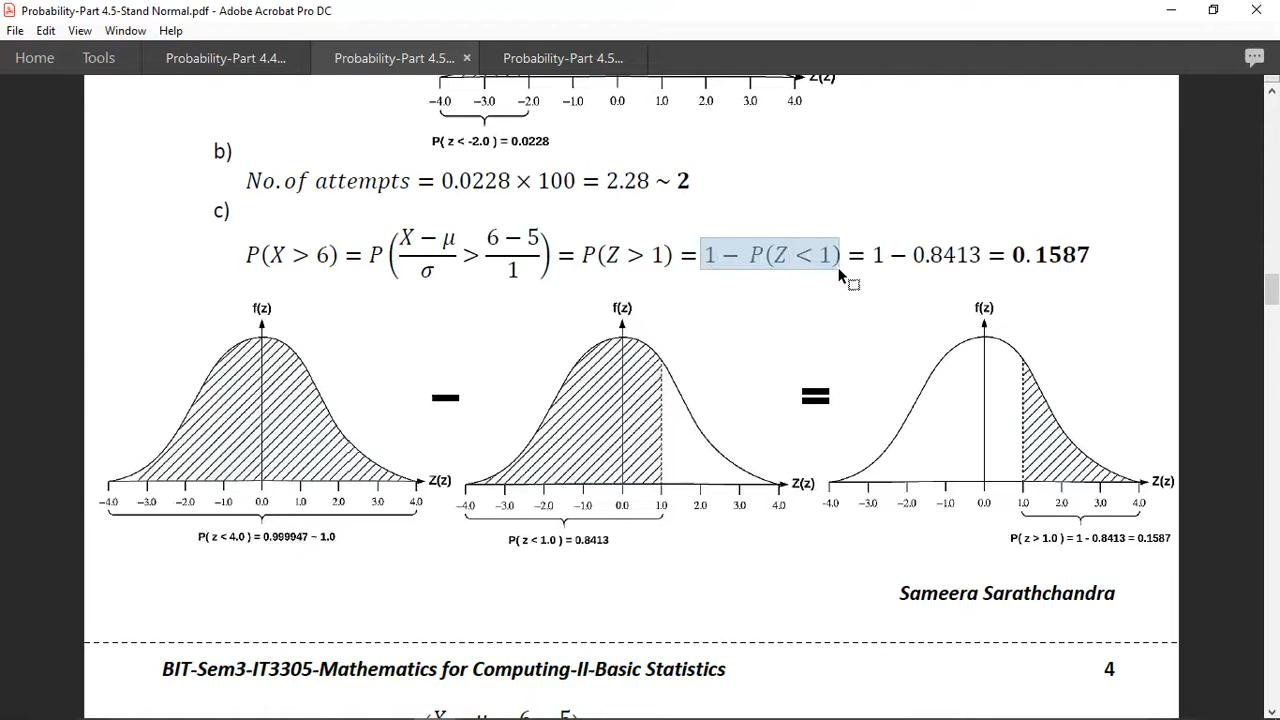 Probability-Part 4.5-Stand Normal.pdf - Adobe Acrobat Pro DC
File Edit View Window Help
Home Tools Probability-Part 4.4... Probability-Part 4.5... × Probability-Part 4.5...
Z(z)
−4.0 −3.0 −2.0 −1.0 0.0 1.0 2.0 3.0 4.0
P( z < -2.0 ) = 0.0228
b)
No. of attempts = 0.0228 × 100 = 2.28 ~ 2
c)
P(X > 6) = P((X − μ)/σ > (6 − 5)/1) = P(Z > 1) = 1 − P(Z < 1) = 1 − 0.8413 = 0.1587
f(z) f(z) f(z)
− =
Z(z) Z(z) Z(z)
−4.0 −3.0 −2.0 −1.0 0.0 1.0 2.0 3.0 4.0 −4.0 −3.0 −2.0 −1.0 0.0 1.0 2.0 3.0 4.0 −4.0 −3.0 −2.0 −1.0 0.0 1.0 2.0 3.0 4.0
P( z < 4.0 ) = 0.999947 ~ 1.0 P( z < 1.0 ) = 0.8413 P( z > 1.0 ) = 1 - 0.8413 = 0.1587
Sameera Sarathchandra
BIT-Sem3-IT3305-Mathematics for Computing-II-Basic Statistics 4
X − μ 6 − 5